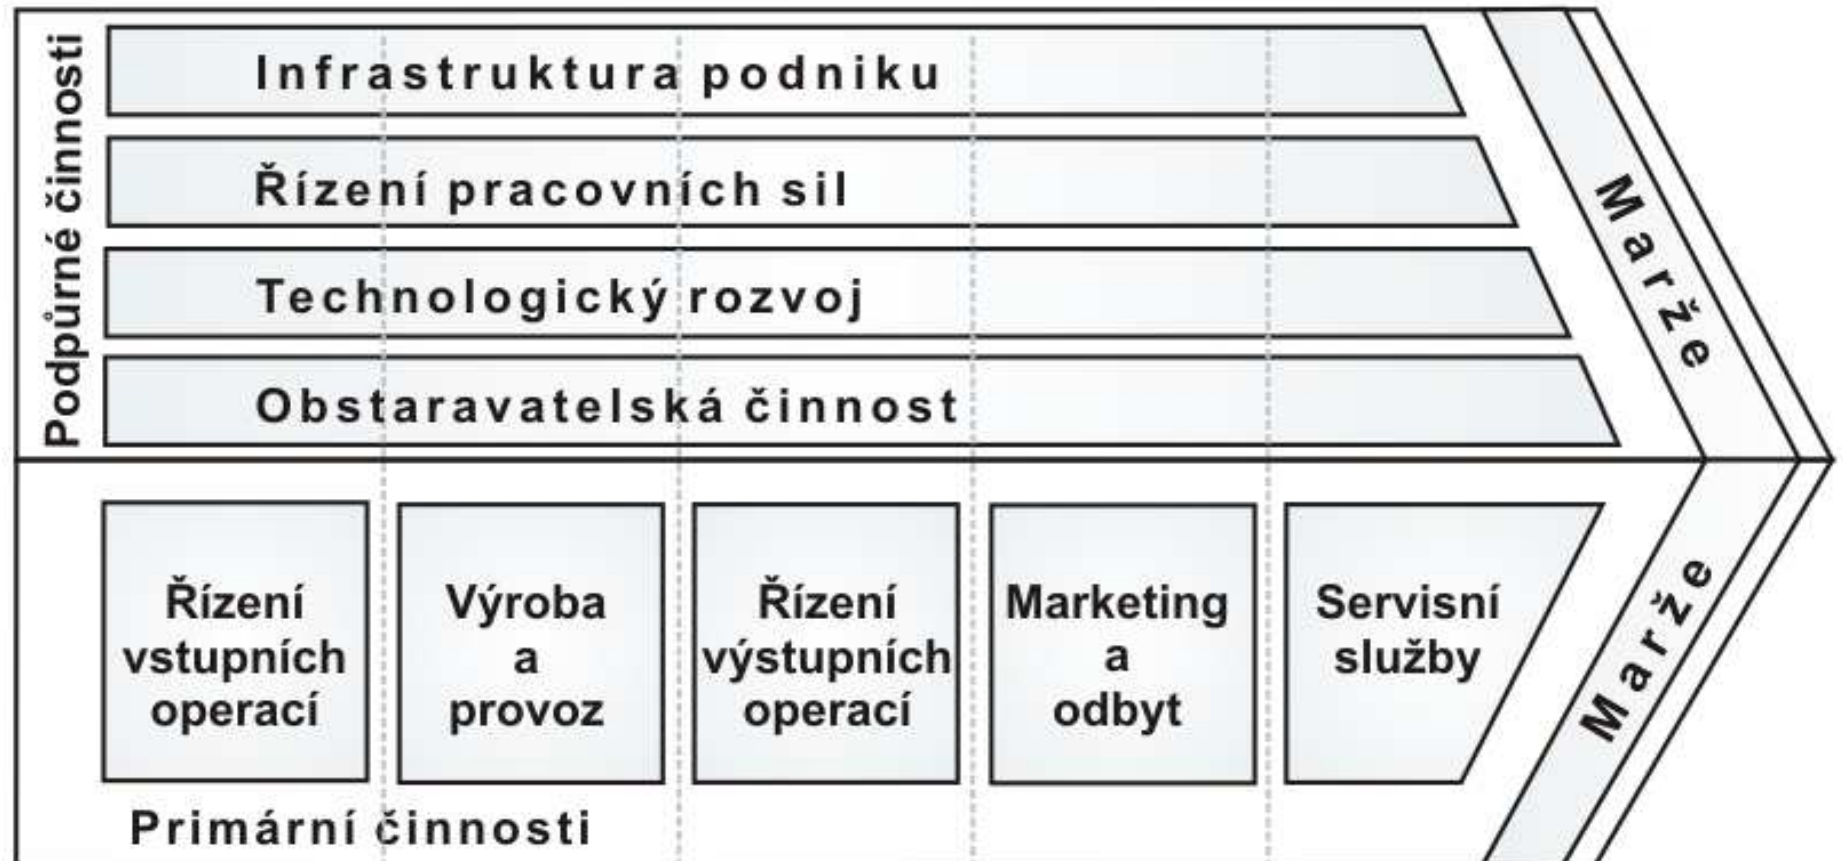 Podpůrné činnosti
Infrastruktura podniku
Řízení pracovních sil
Technologický rozvoj
Obstaravatelská činnost
Marže
Řízení
vstupních
operací
Výroba
a
provoz
Řízení
výstupních
operací
Marketing
a
odbyt
Servisní
služby
Marže
Primární činnosti